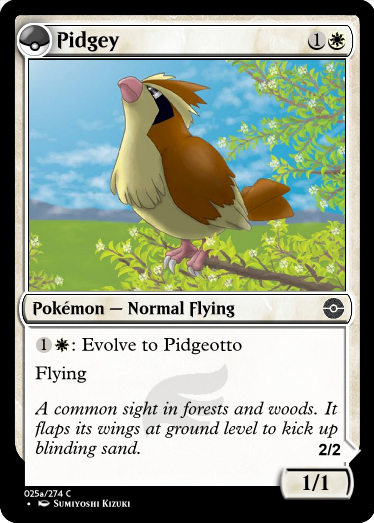 Pidgey 1
Pokémon — Normal Flying
1: Evolve to Pidgeotto
Flying
A common sight in forests and woods. It
flaps its wings at ground level to kick up
blinding sand.
2/2
1/1
025a/274 C
• Sumiyoshi Kizuki